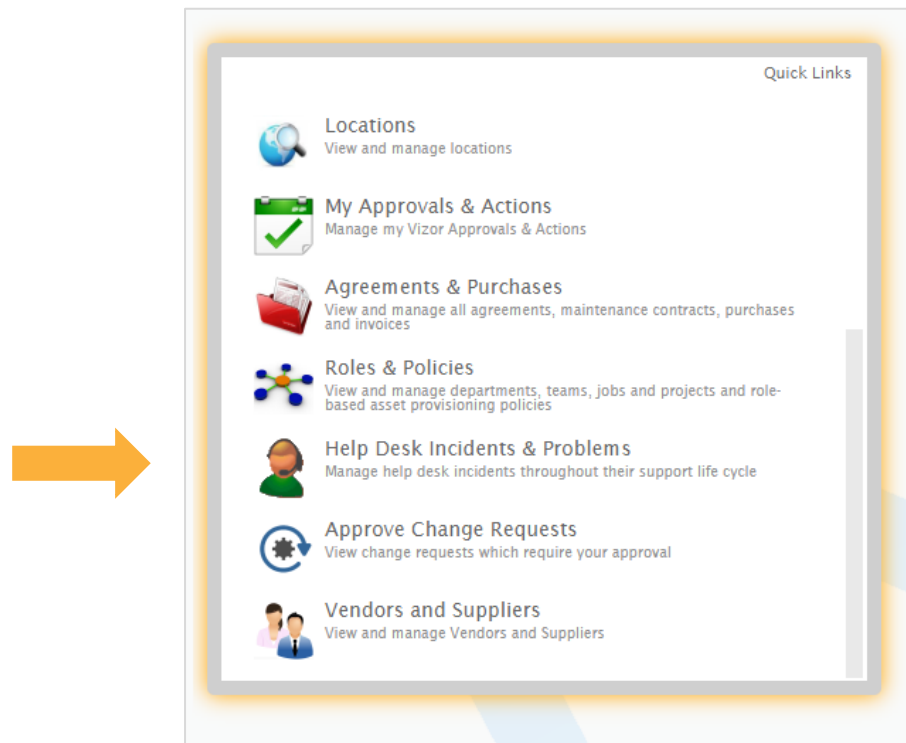 Quick Links
Locations
View and manage locations
My Approvals & Actions
Manage my Vizor Approvals & Actions
Agreements & Purchases
View and manage all agreements, maintenance contracts, purchases
and invoices
Roles & Policies
View and manage departments, teams, jobs and projects and role-
based asset provisioning policies
Help Desk Incidents & Problems
Manage help desk incidents throughout their support life cycle
Approve Change Requests
View change requests which require your approval
Vendors and Suppliers
View and manage Vendors and Suppliers